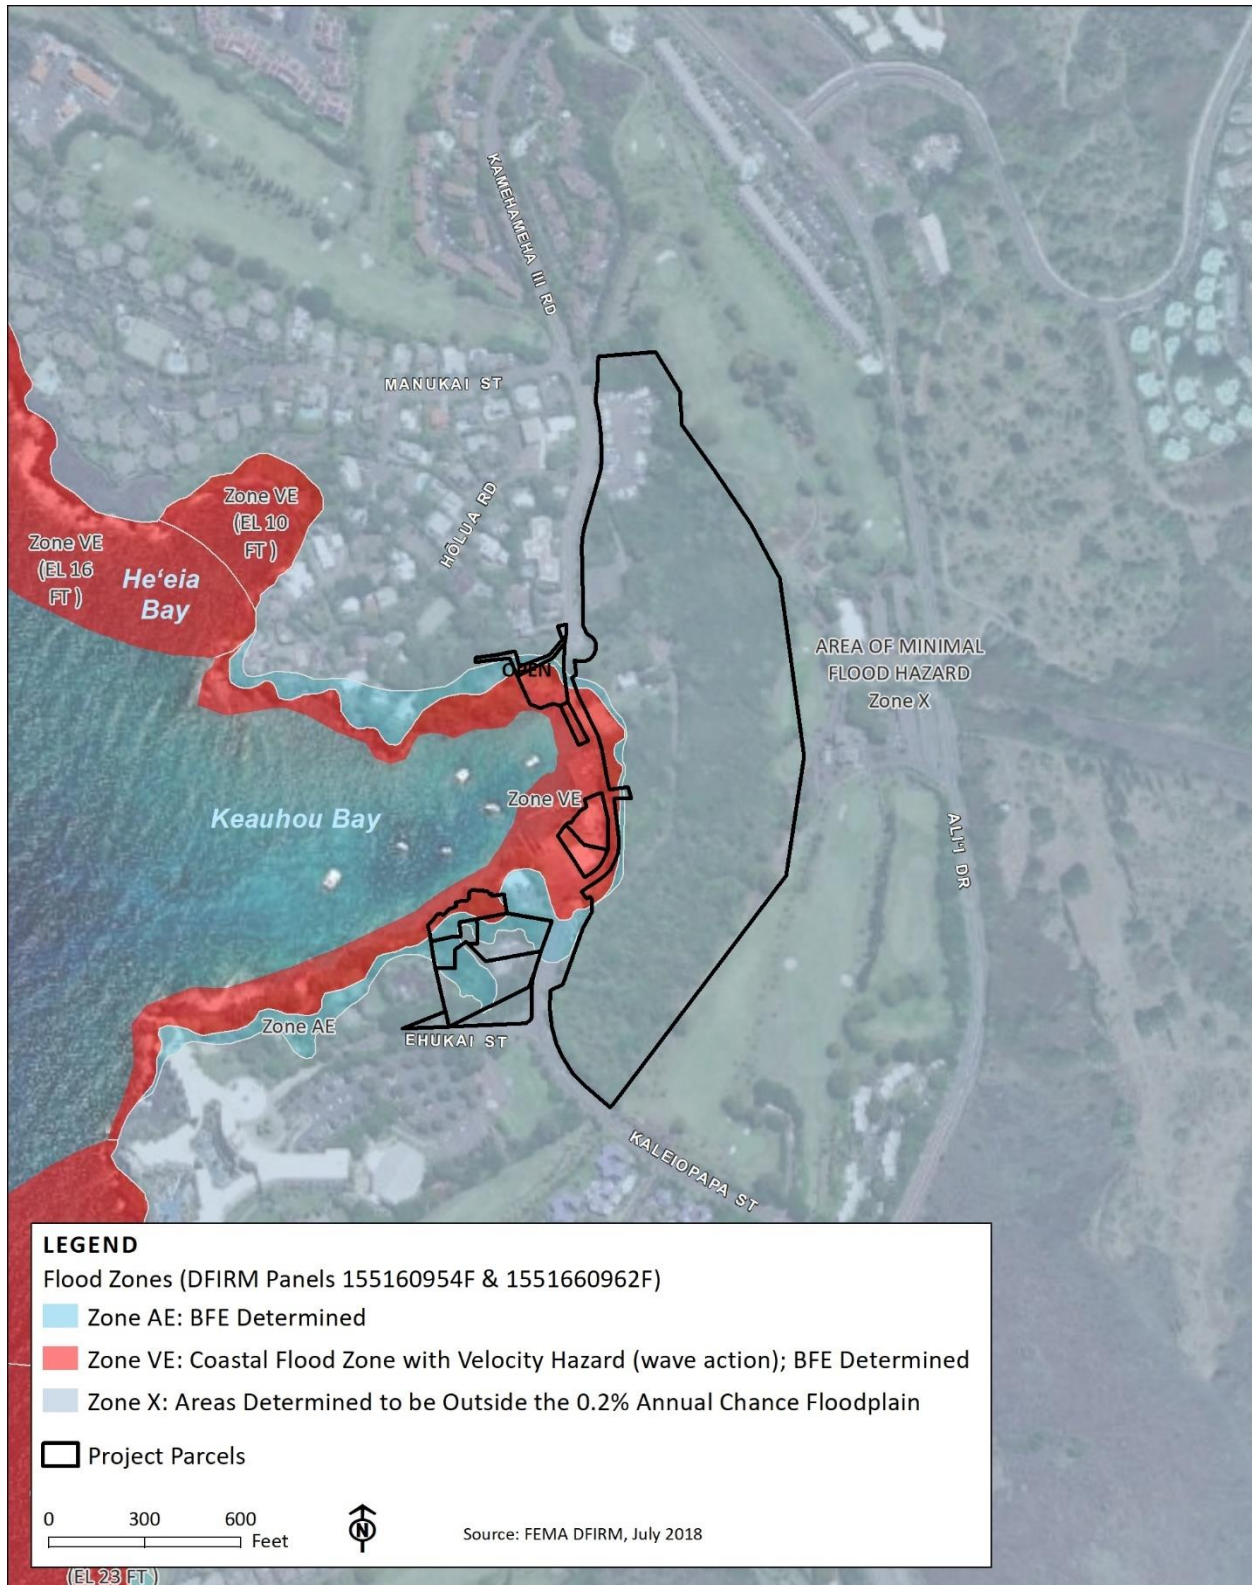 KAMEHAMEHA III RD
MANUKAI ST
HŌLUA RD
Zone VE
(EL 10
FT )
Zone VE
(EL 16
FT )
He‘eia
Bay
OPEN
AREA OF MINIMAL
FLOOD HAZARD
Zone X
Zone VE
Keauhou Bay
ALI‘I DR
Zone AE
EHUKAI ST
KALEIOPAPA ST
LEGEND
Flood Zones (DFIRM Panels 155160954F & 1551660962F)
Zone AE: BFE Determined
Zone VE: Coastal Flood Zone with Velocity Hazard (wave action); BFE Determined
Zone X: Areas Determined to be Outside the 0.2% Annual Chance Floodplain
Project Parcels
0 300 600
Feet
N
Source: FEMA DFIRM, July 2018
(EL 23 FT )